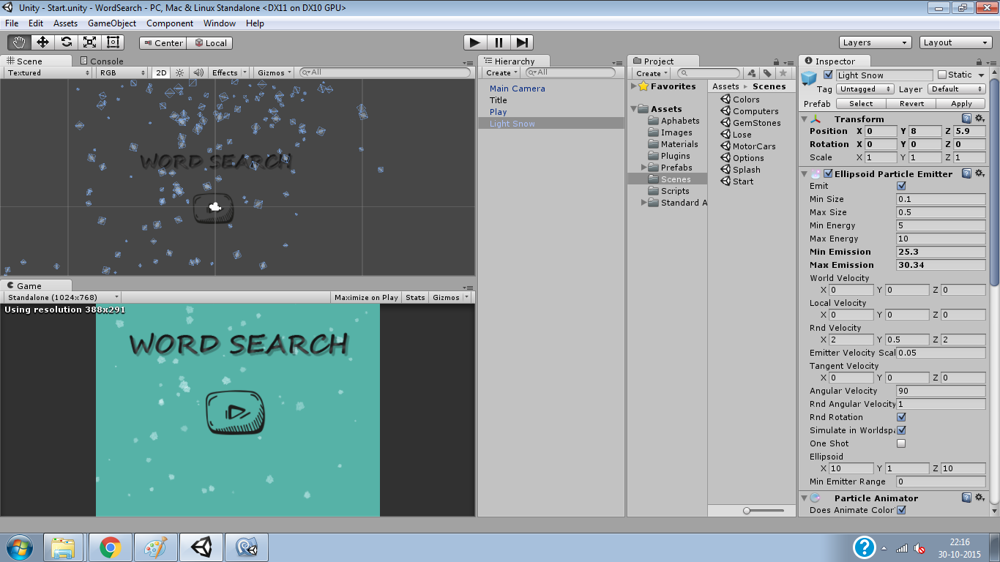 Unity - Start.unity - WordSearch - PC, Mac & Linux Standalone <DX11 on DX10 GPU>
File Edit Assets GameObject Component Window Help
Center Local Layers Layout
Scene Console
Textured RGB 2D Effects Gizmos All
WORD SEARCH
Game
Standalone (1024x768) Maximize on Play Stats Gizmos
Using resolution 388x291
WORD SEARCH
Hierarchy
Create All
Main Camera
Title
Play
Light Snow
Project
Create
Favorites
Assets
Aphabets
Images
Materials
Plugins
Prefabs
Scenes
Scripts
Standard A
Assets Scenes
Colors
Computers
GemStones
Lose
MotorCars
Options
Splash
Start
Inspector
Light Snow Static
Tag Untagged Layer Default
Prefab Select Revert Apply
Transform
Position X 0 Y 8 Z 5.9
Rotation X 0 Y 0 Z 0
Scale X 1 Y 1 Z 1
Ellipsoid Particle Emitter
Emit
Min Size 0.1
Max Size 0.5
Min Energy 5
Max Energy 10
Min Emission 25.3
Max Emission 30.34
World Velocity
X 0 Y 0 Z 0
Local Velocity
X 0 Y 0 Z 0
Rnd Velocity
X 2 Y 0.5 Z 2
Emitter Velocity Scal 0.05
Tangent Velocity
X 0 Y 0 Z 0
Angular Velocity 90
Rnd Angular Velocity 1
Rnd Rotation
Simulate in Worldspa
One Shot
Ellipsoid
X 10 Y 1 Z 10
Min Emitter Range 0
Particle Animator
Does Animate Color
22:16
30-10-2015